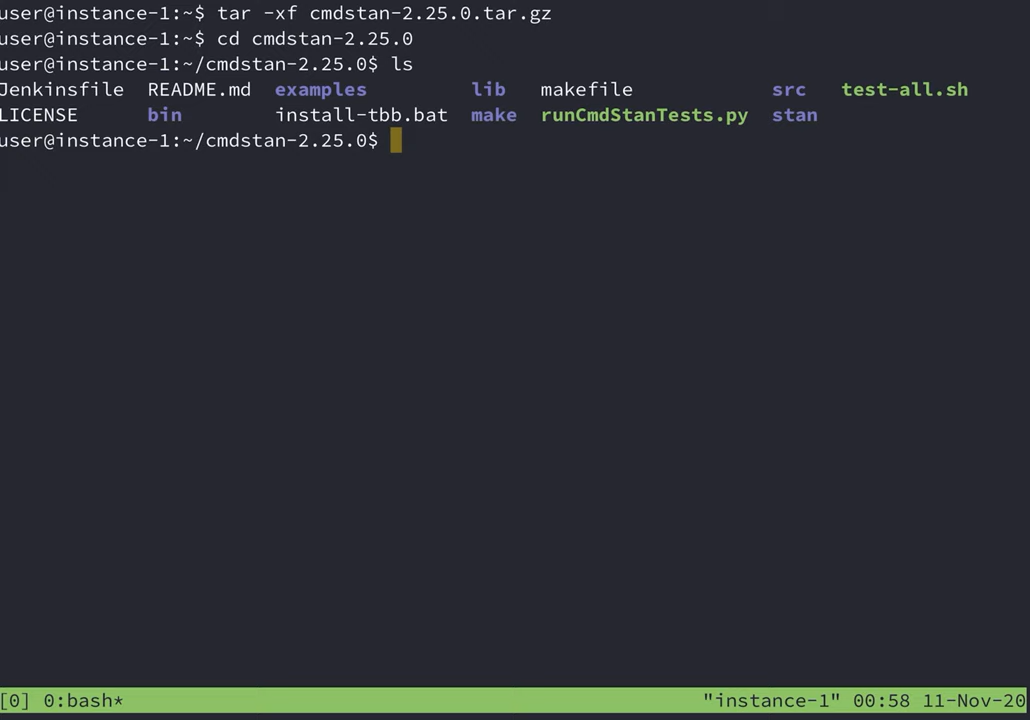 user@instance-1:~$ tar -xf cmdstan-2.25.0.tar.gz
user@instance-1:~$ cd cmdstan-2.25.0
user@instance-1:~/cmdstan-2.25.0$ ls
Jenkinsfile README.md examples lib makefile src test-all.sh
LICENSE bin install-tbb.bat make runCmdStanTests.py stan
user@instance-1:~/cmdstan-2.25.0$
[0] 0:bash* "instance-1" 00:58 11-Nov-20